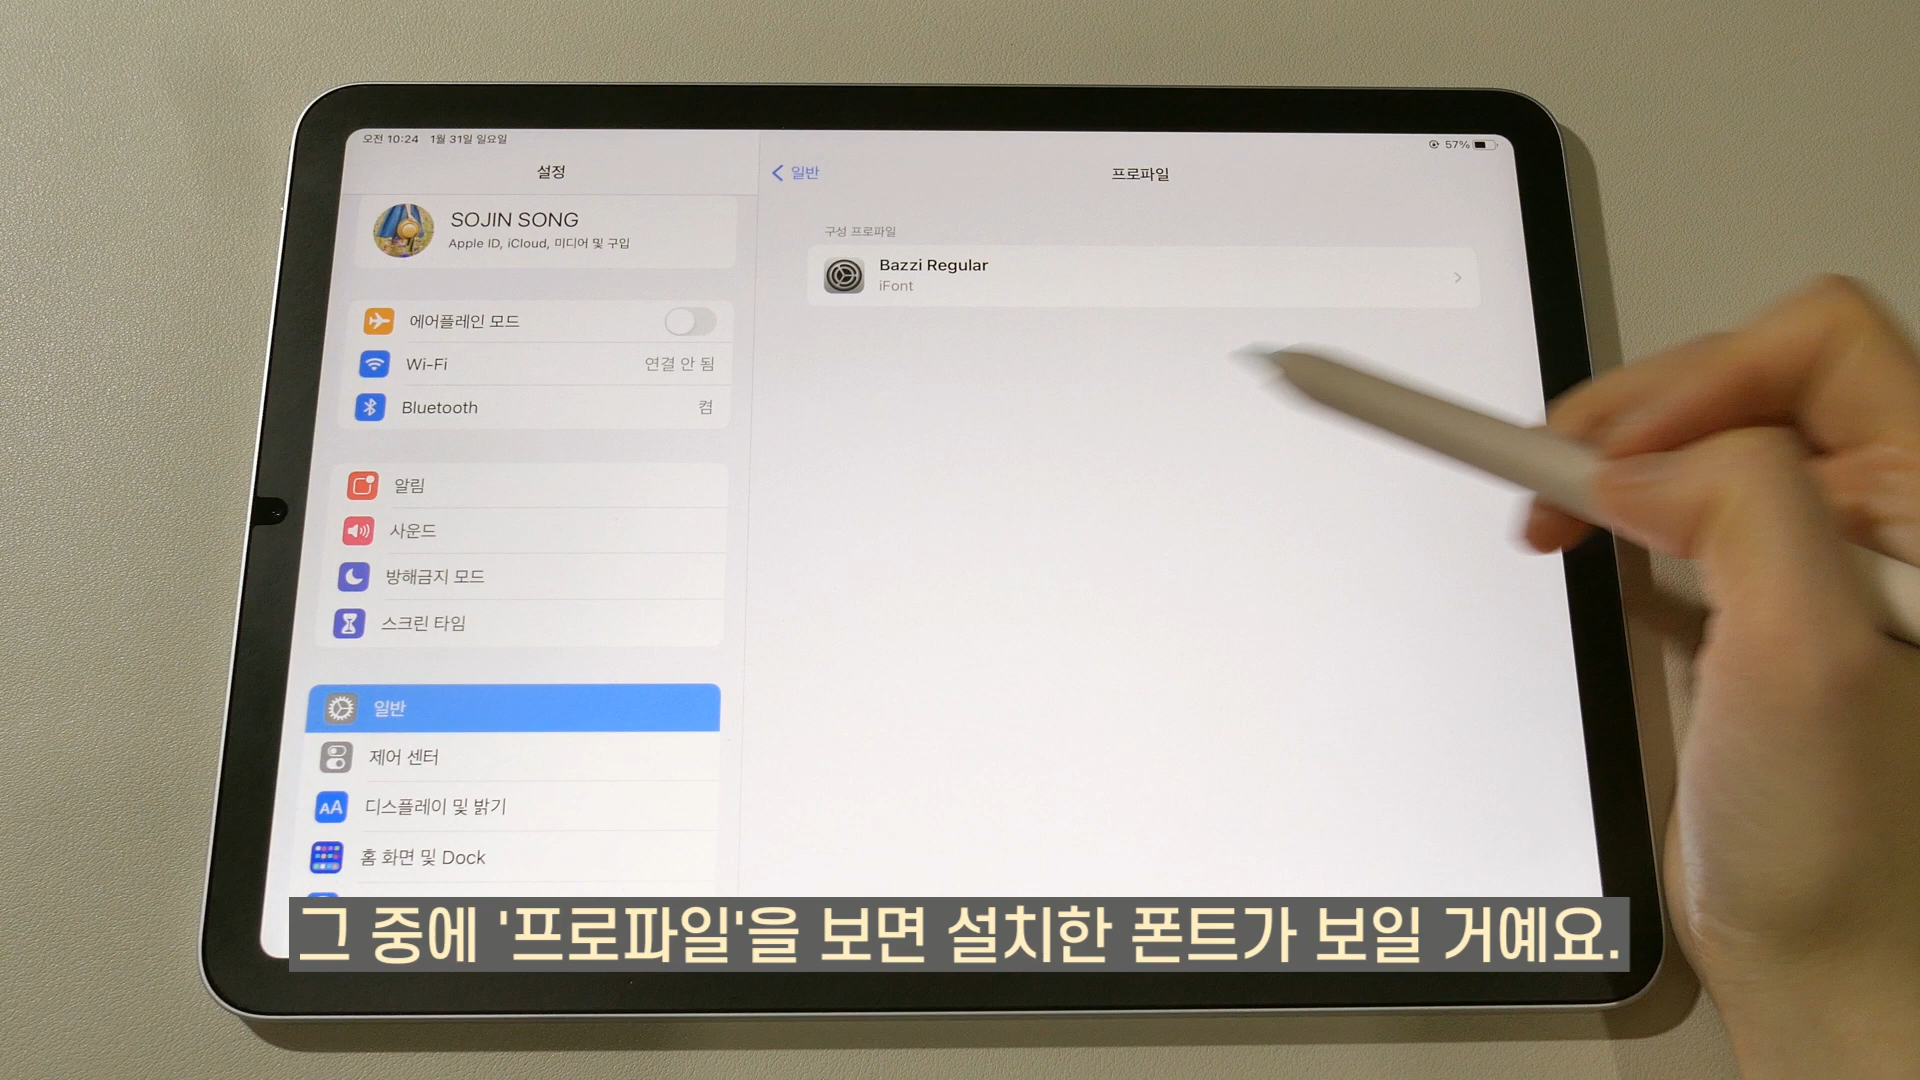 오전 10:24 1월 31일 일요일
57%
설정
일반
프로파일
SOJIN SONG
Apple ID, iCloud, 미디어 및 구입
에어플레인 모드
Wi-Fi 연결 안 됨
Bluetooth 켬
알림
사운드
방해금지 모드
스크린 타임
일반
제어 센터
AA 디스플레이 및 밝기
홈 화면 및 Dock
구성 프로파일
Bazzi Regular
iFont
그 중에 '프로파일'을 보면 설치한 폰트가 보일 거예요.